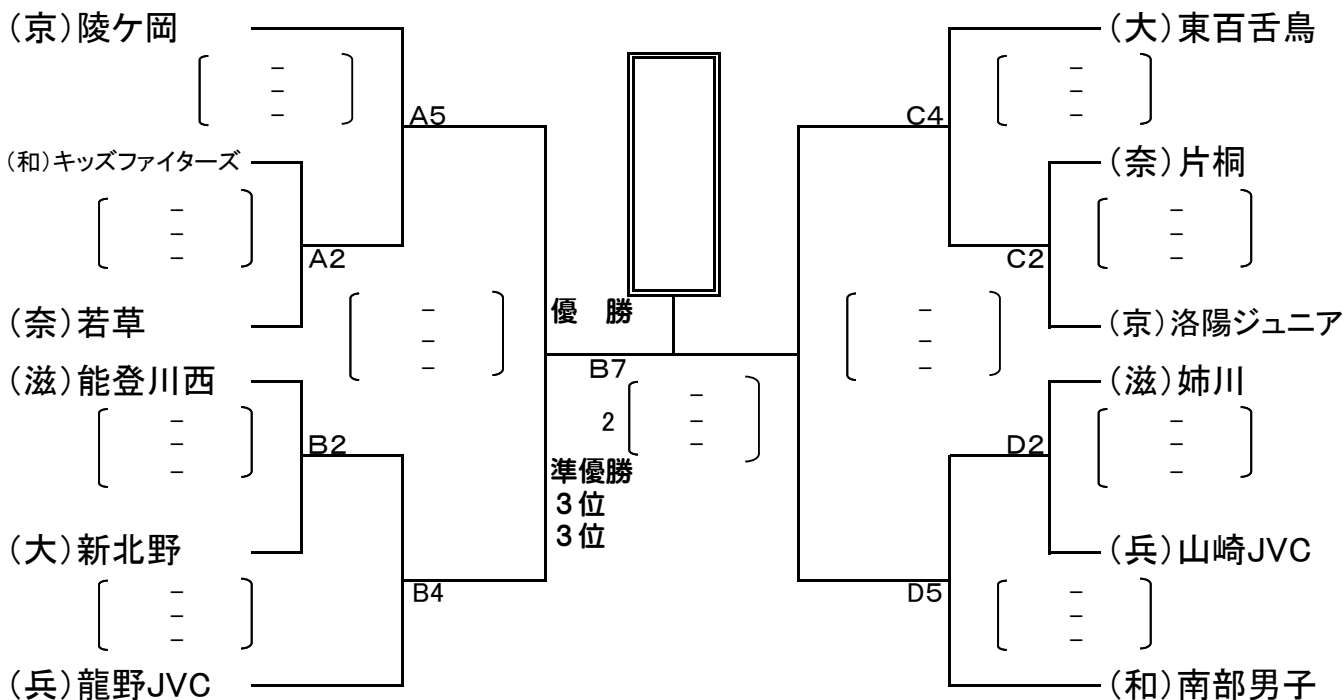 (京)陵ケ岡
(大)東百舌鳥
－
－
－
－
－
－
A5
C4
(和)キッズファイターズ
(奈)片桐
－
－
－
－
－
－
A2
C2
(奈)若草
優　勝
(京)洛陽ジュニア
－
－
－
－
－
－
B7
(滋)能登川西
(滋)姉川
2
－
－
－
－
－
－
－
－
－
B2
D2
準優勝
3位
3位
(大)新北野
(兵)山崎JVC
B4
D5
－
－
－
－
－
－
(兵)龍野JVC
(和)南部男子